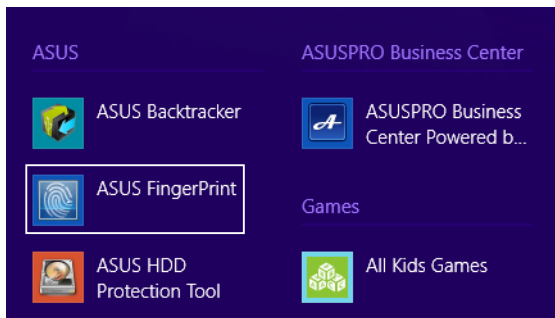 ASUS
ASUS Backtracker
ASUS FingerPrint
ASUS HDD
Protection Tool
ASUSPRO Business Center
ASUSPRO Business
Center Powered b...
Games
All Kids Games